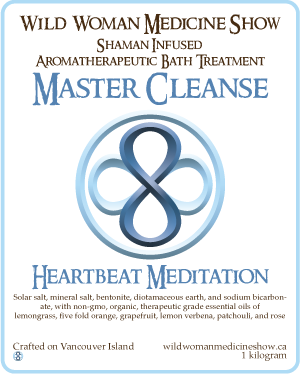 Wild Woman Medicine Show
Shaman Infused
Aromatherapeutic Bath Treatment
Master Cleanse
Heartbeat Meditation
Solar salt, mineral salt, bentonite, diotamaceous earth, and sodium bicarbon-
ate, with non-gmo, organic, therapeutic grade essential oils of
lemongrass, five fold orange, grapefruit, lemon verbena, patchouli, and rose
Crafted on Vancouver Island wildwomanmedicineshow.ca
1 kilogram